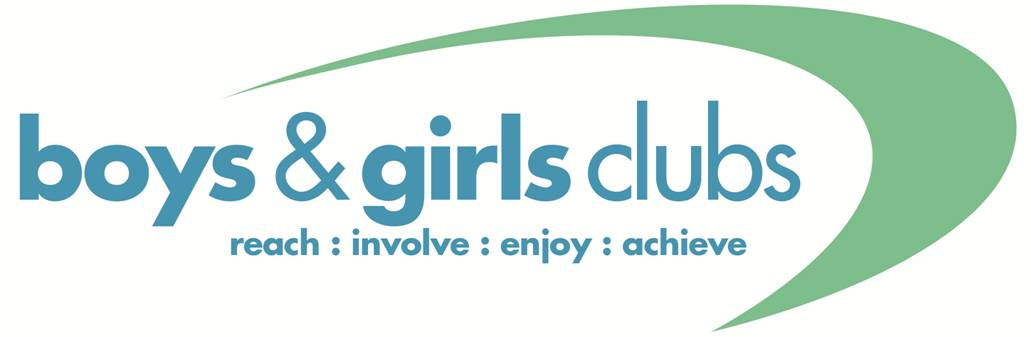 boys & girls clubs
reach : involve : enjoy : achieve